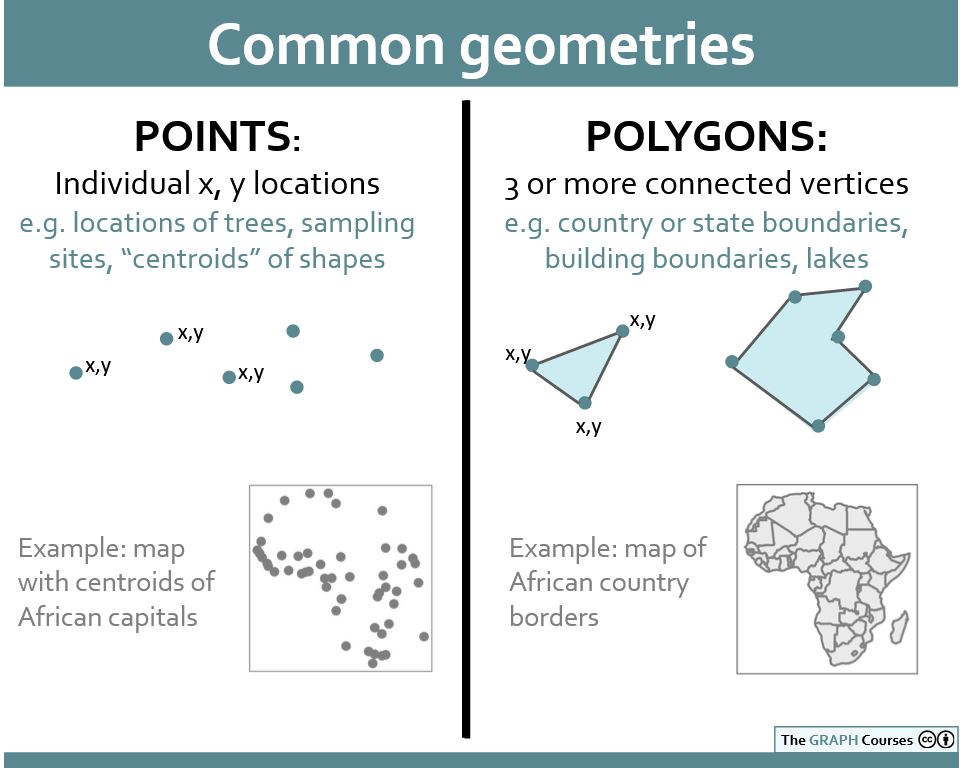 Common geometries
POINTS:
Individual x, y locations
e.g. locations of trees, sampling
sites, “centroids” of shapes
x,y
x,y
x,y
Example: map
with centroids of
African capitals
POLYGONS:
3 or more connected vertices
e.g. country or state boundaries,
building boundaries, lakes
x,y
x,y
x,y
Example: map of
African country
borders
The GRAPH Courses cc